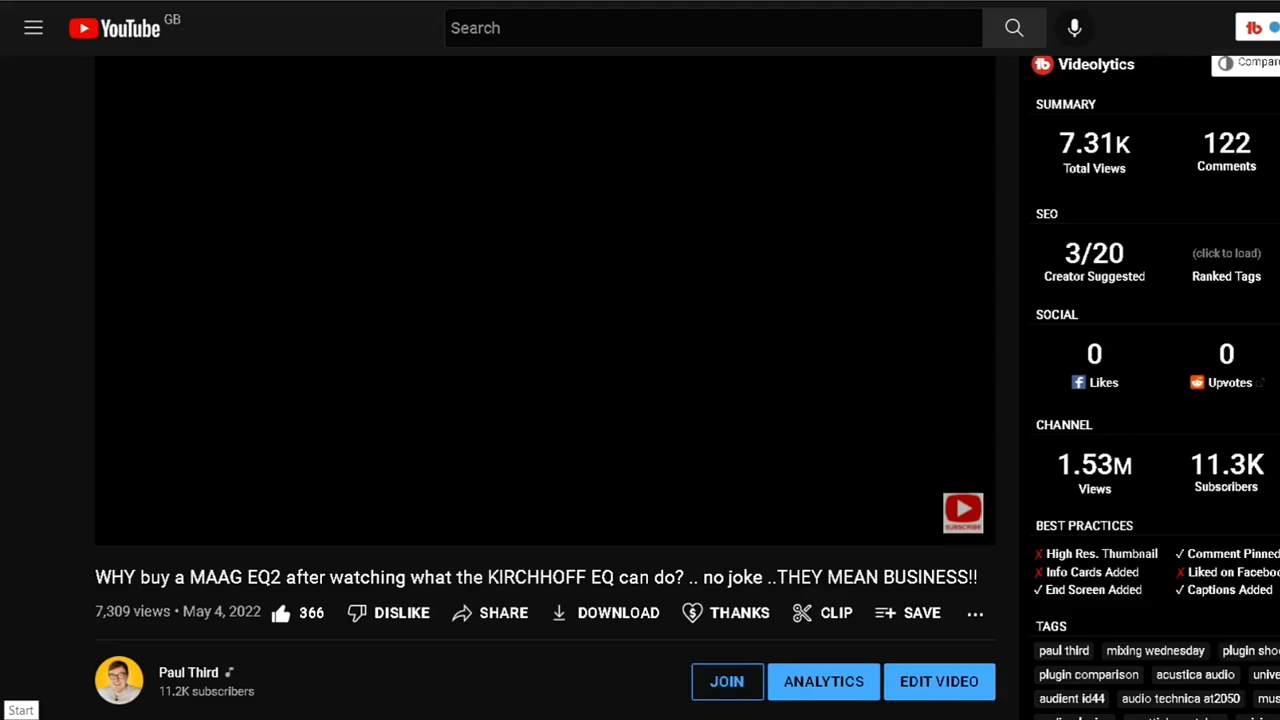 YouTube GB
Search
Videolytics
SUMMARY
7.31K
122
Total Views
Comments
SEO
3/20
(click to load)
Creator Suggested
Ranked Tags
SOCIAL
0
0
Likes
Upvotes
CHANNEL
1.53M
11.3K
Views
Subscribers
BEST PRACTICES
High Res. Thumbnail
Comment Pinned
Info Cards Added
Liked on Facebo
End Screen Added
Captions Added
TAGS
paul third mixing wednesday plugin
plugin comparison acustica audio
audient id44 audio technica at2050
SUBSCRIBE
WHY buy a MAAG EQ2 after watching what the KIRCHHOFF EQ can do? .. no joke ..THEY MEAN BUSINESS!!
7,309 views • May 4, 2022 366 DISLIKE SHARE DOWNLOAD THANKS CLIP SAVE
Paul Third
11.2K subscribers
JOIN ANALYTICS EDIT VIDEO
Start